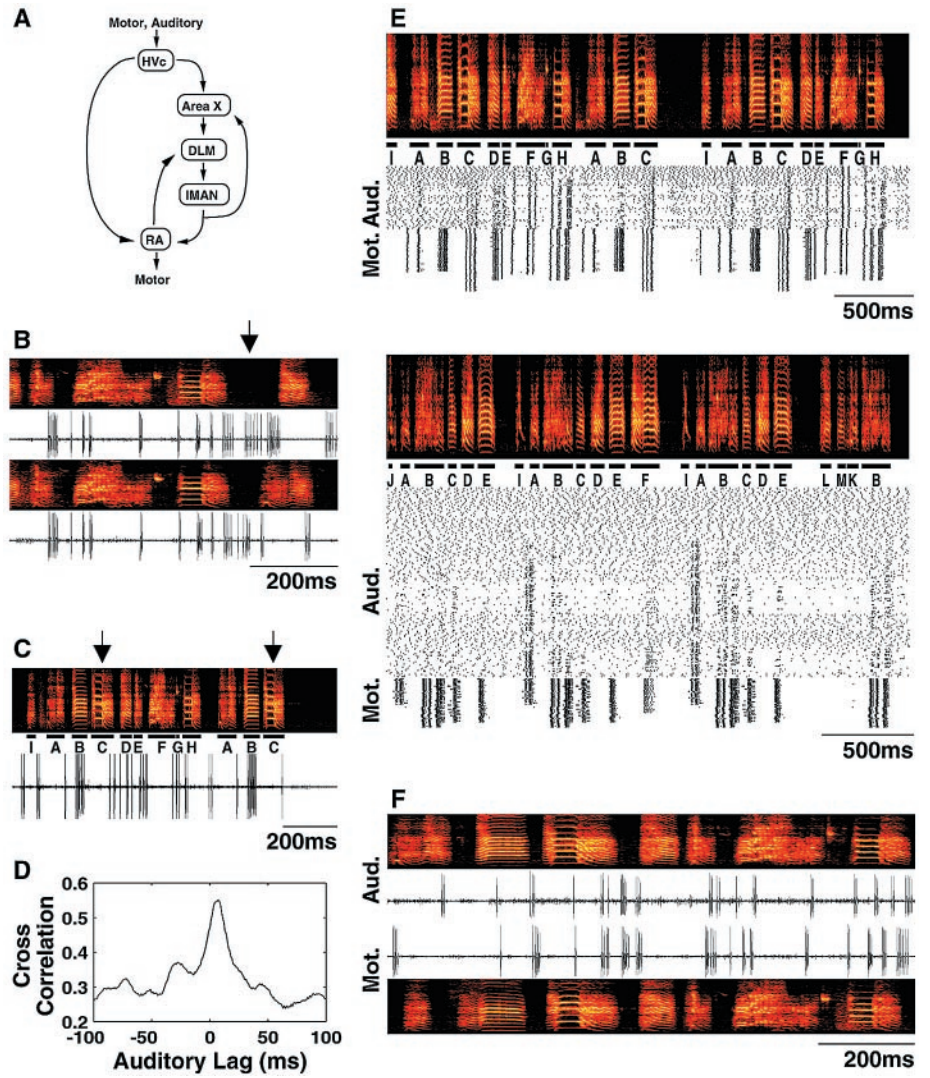 A
Motor, Auditory
HVc
Area X
DLM
lMAN
RA
Motor
B
200ms
C
I A B C D E F G H A B C
200ms
D
Cross
Correlation
0.6
0.5
0.4
0.3
0.2
-100 -50 0 50 100
Auditory Lag (ms)
E
I A B C D E F G H A B C I A B C D E F G H
Aud.
Mot.
500ms
J A B C D E I A B C D E F I A B C D E L M K B
Aud.
Mot.
500ms
F
Aud.
Mot.
200ms